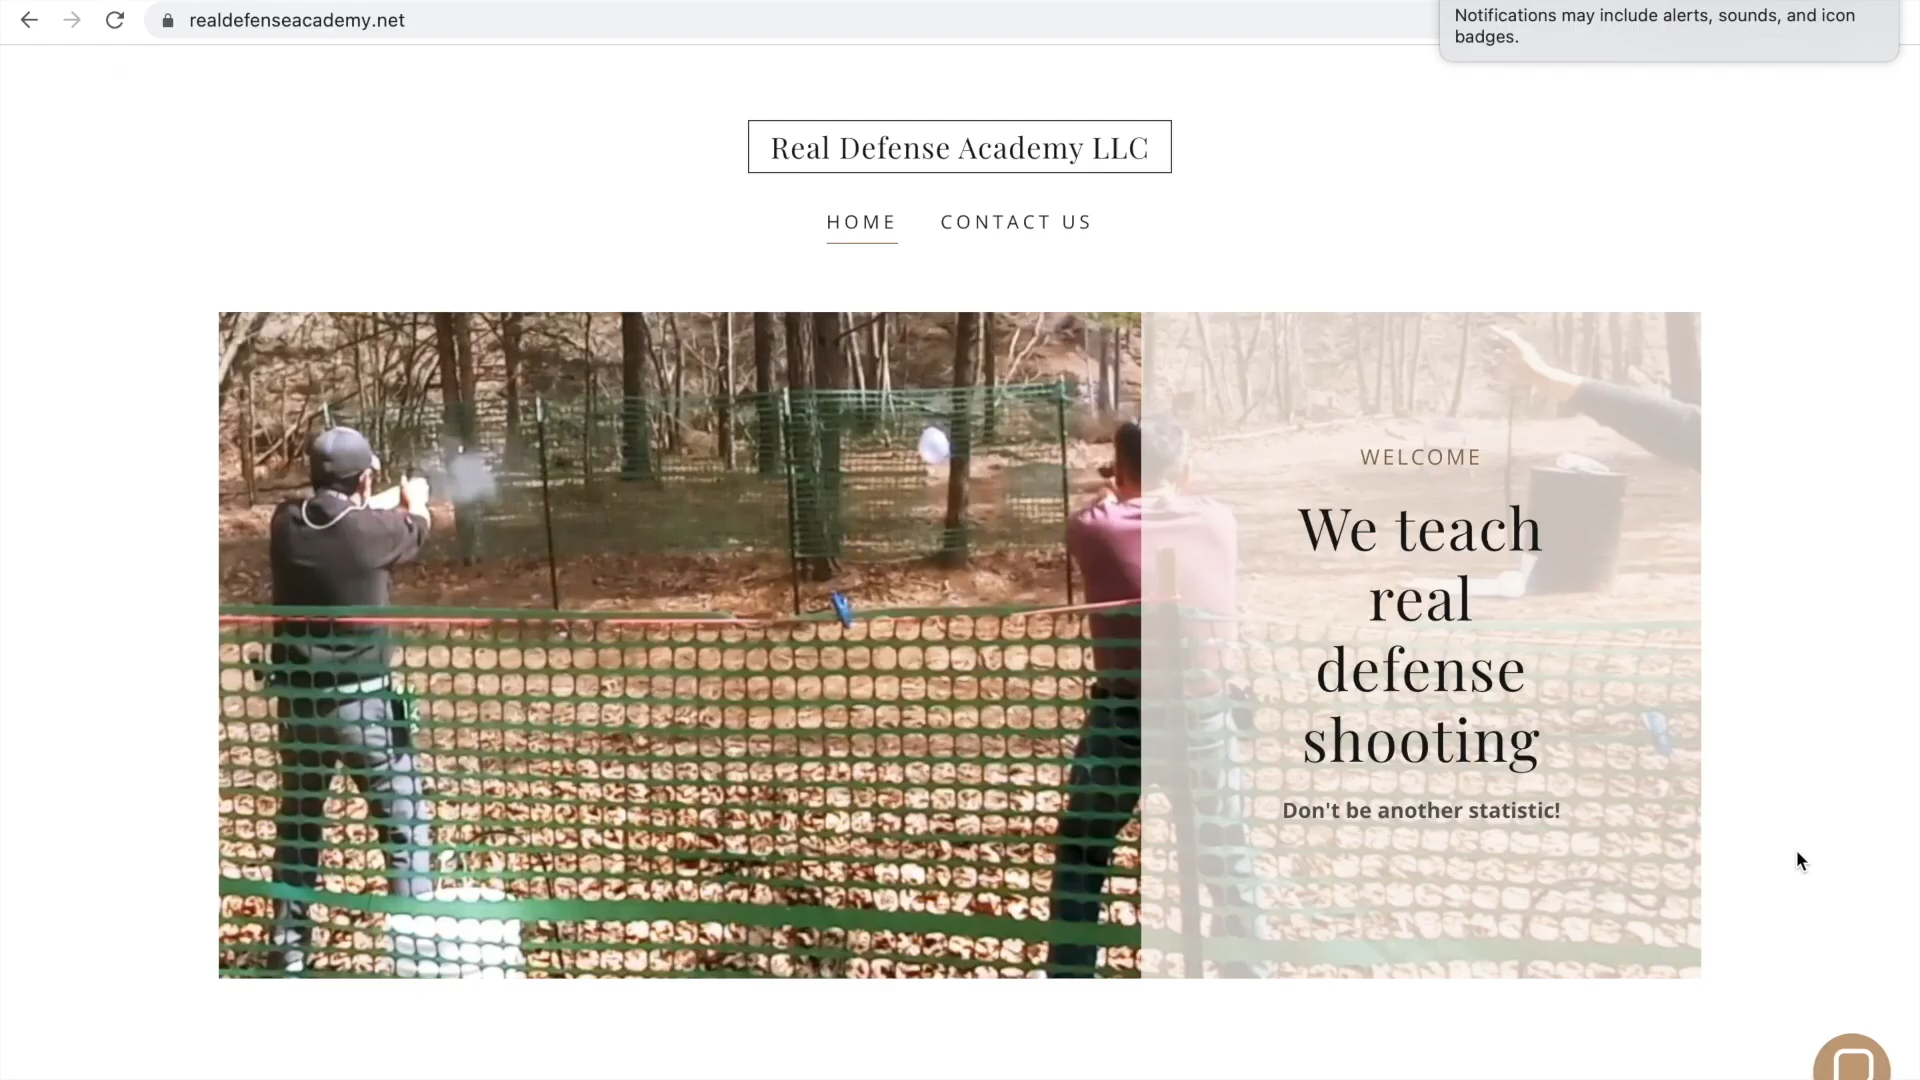 realdefenseacademy.net
Notifications may include alerts, sounds, and icon
badges.
Real Defense Academy LLC
HOME CONTACT US
WELCOME
We teach
real
defense
shooting
Don't be another statistic!